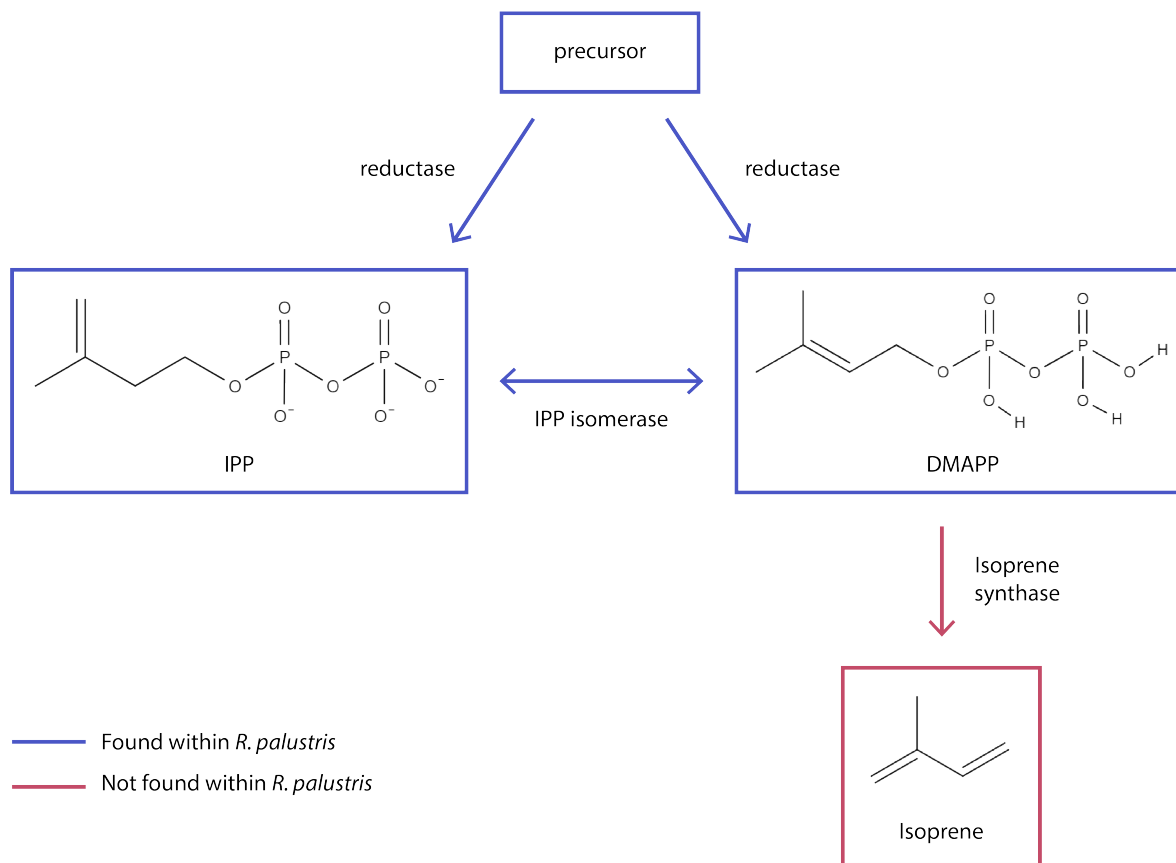 precursor
reductase
reductase
O O
P P
O O O⁻
O⁻ O⁻
IPP
IPP isomerase
O O
P P
O O O H
O H O H
DMAPP
Isoprene
synthase
Isoprene
Found within R. palustris
Not found within R. palustris